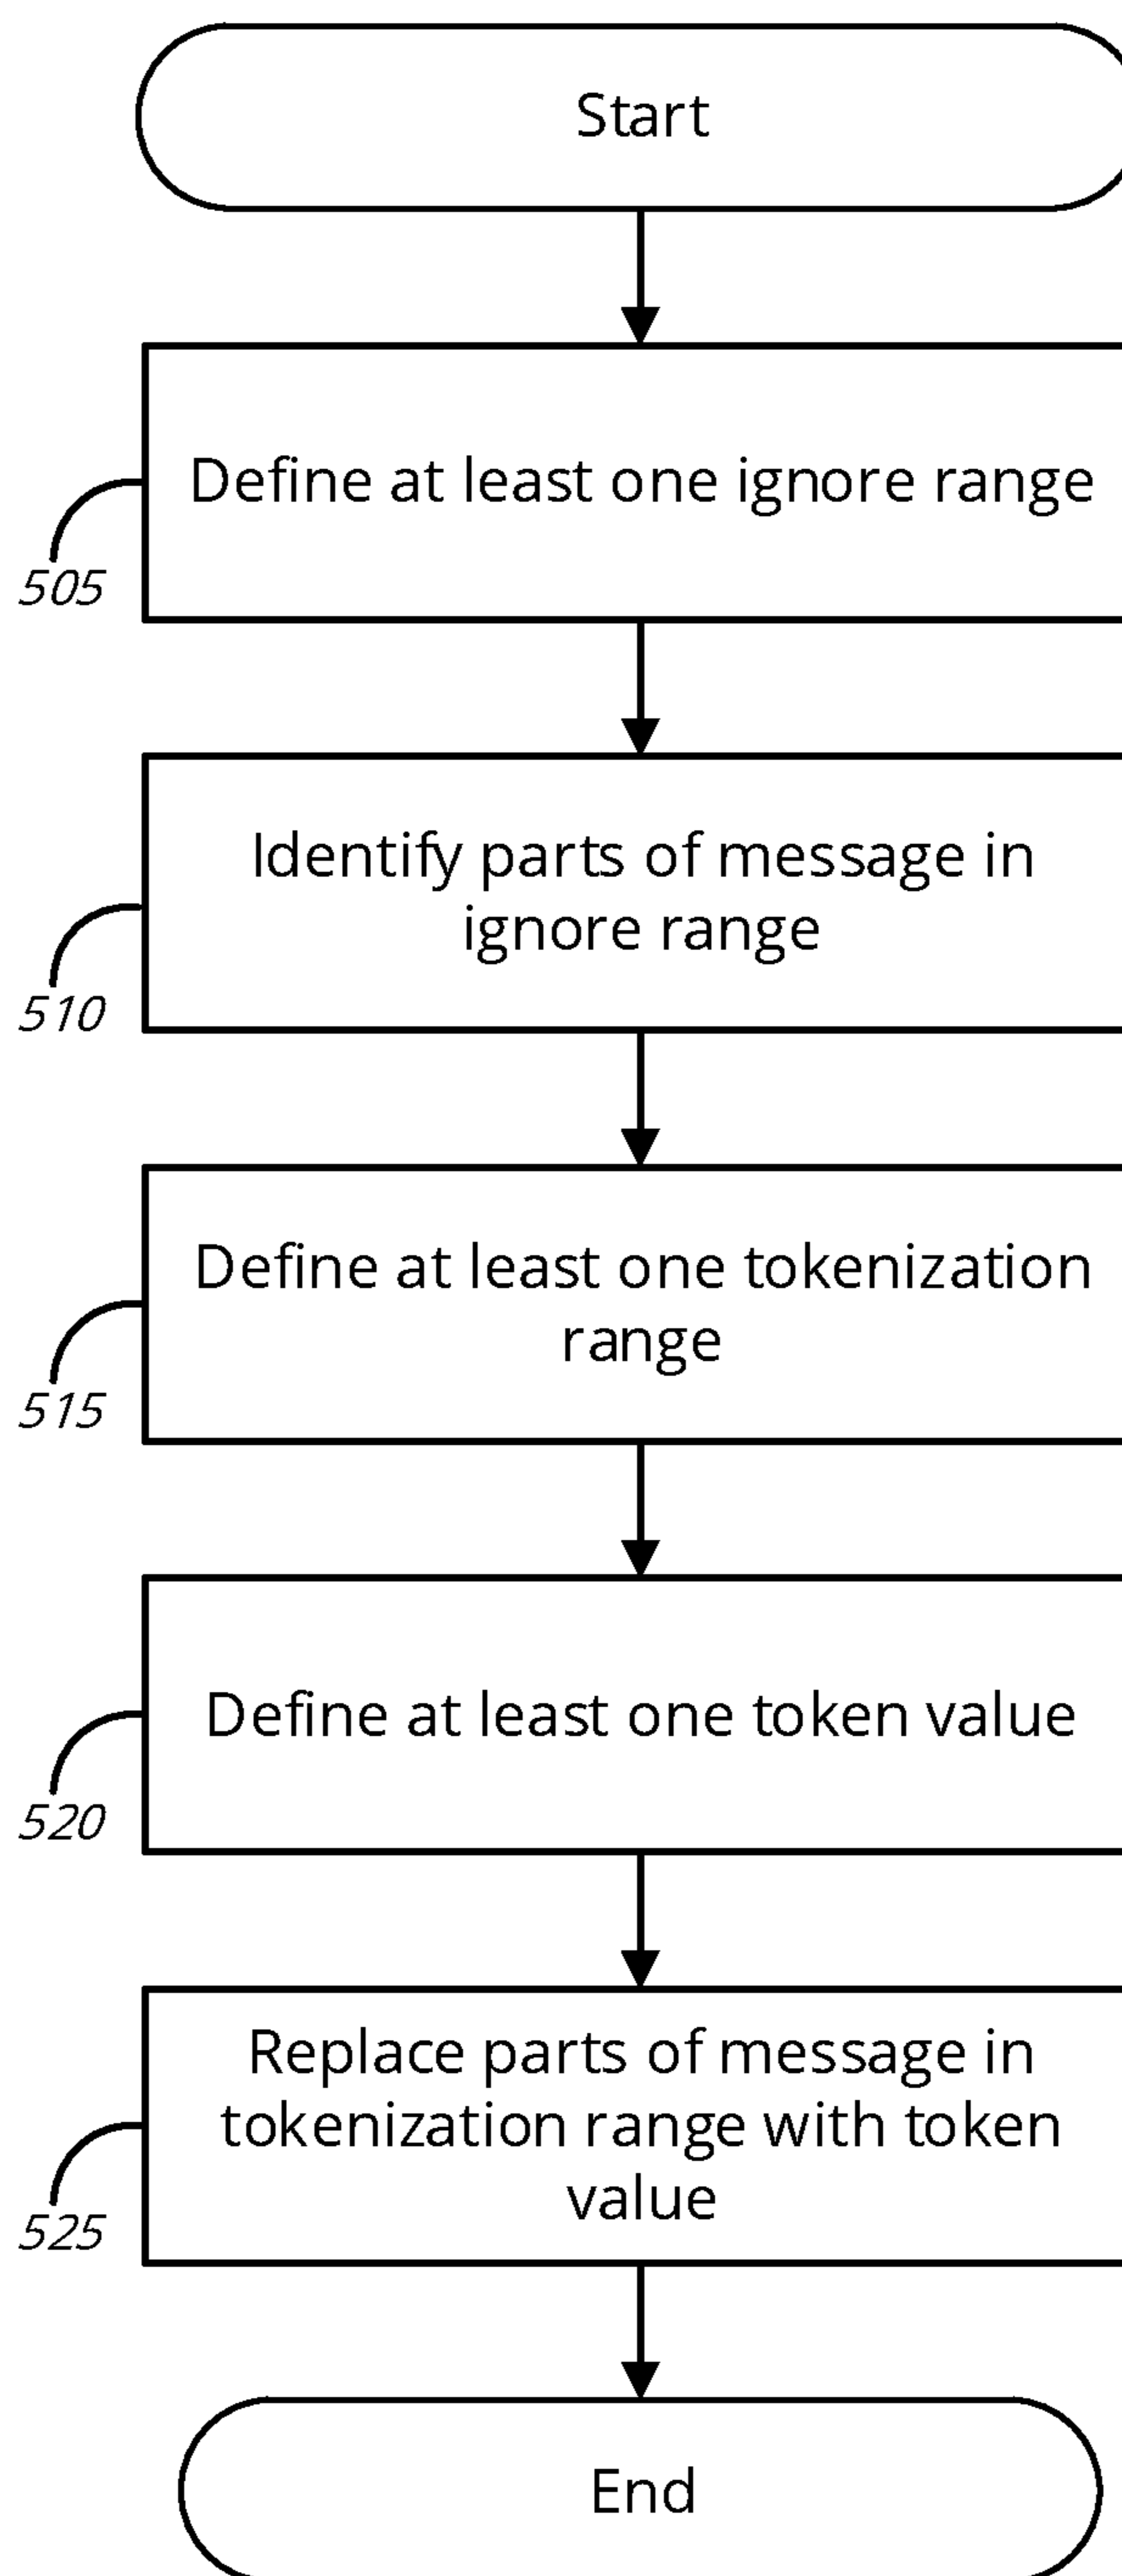 Start
Define at least one ignore range
505
Identify parts of message in
ignore range
510
Define at least one tokenization
range
515
Define at least one token value
520
Replace parts of message in
tokenization range with token
value
525
End